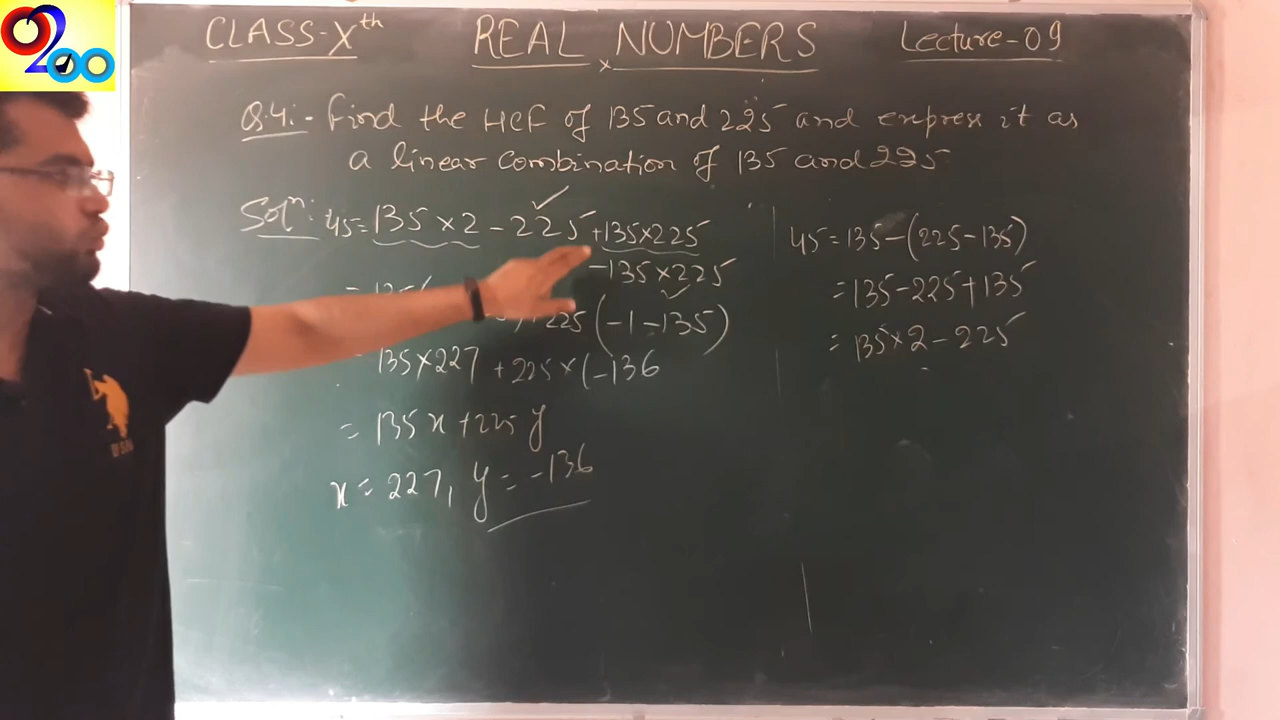 0200
CLASS-Xth REAL NUMBERS Lecture-09
Q.4:- Find the HCF of 135 and 225 and express it as
a linear combination of 135 and 225
Solⁿ: 45=135×2-225+135×225
-135×225
+225(-1-135)
135×227+225×(-136
=135x+225y
x=227, y=-136
45=135-(225-135)
=135-225+135
=135×2-225